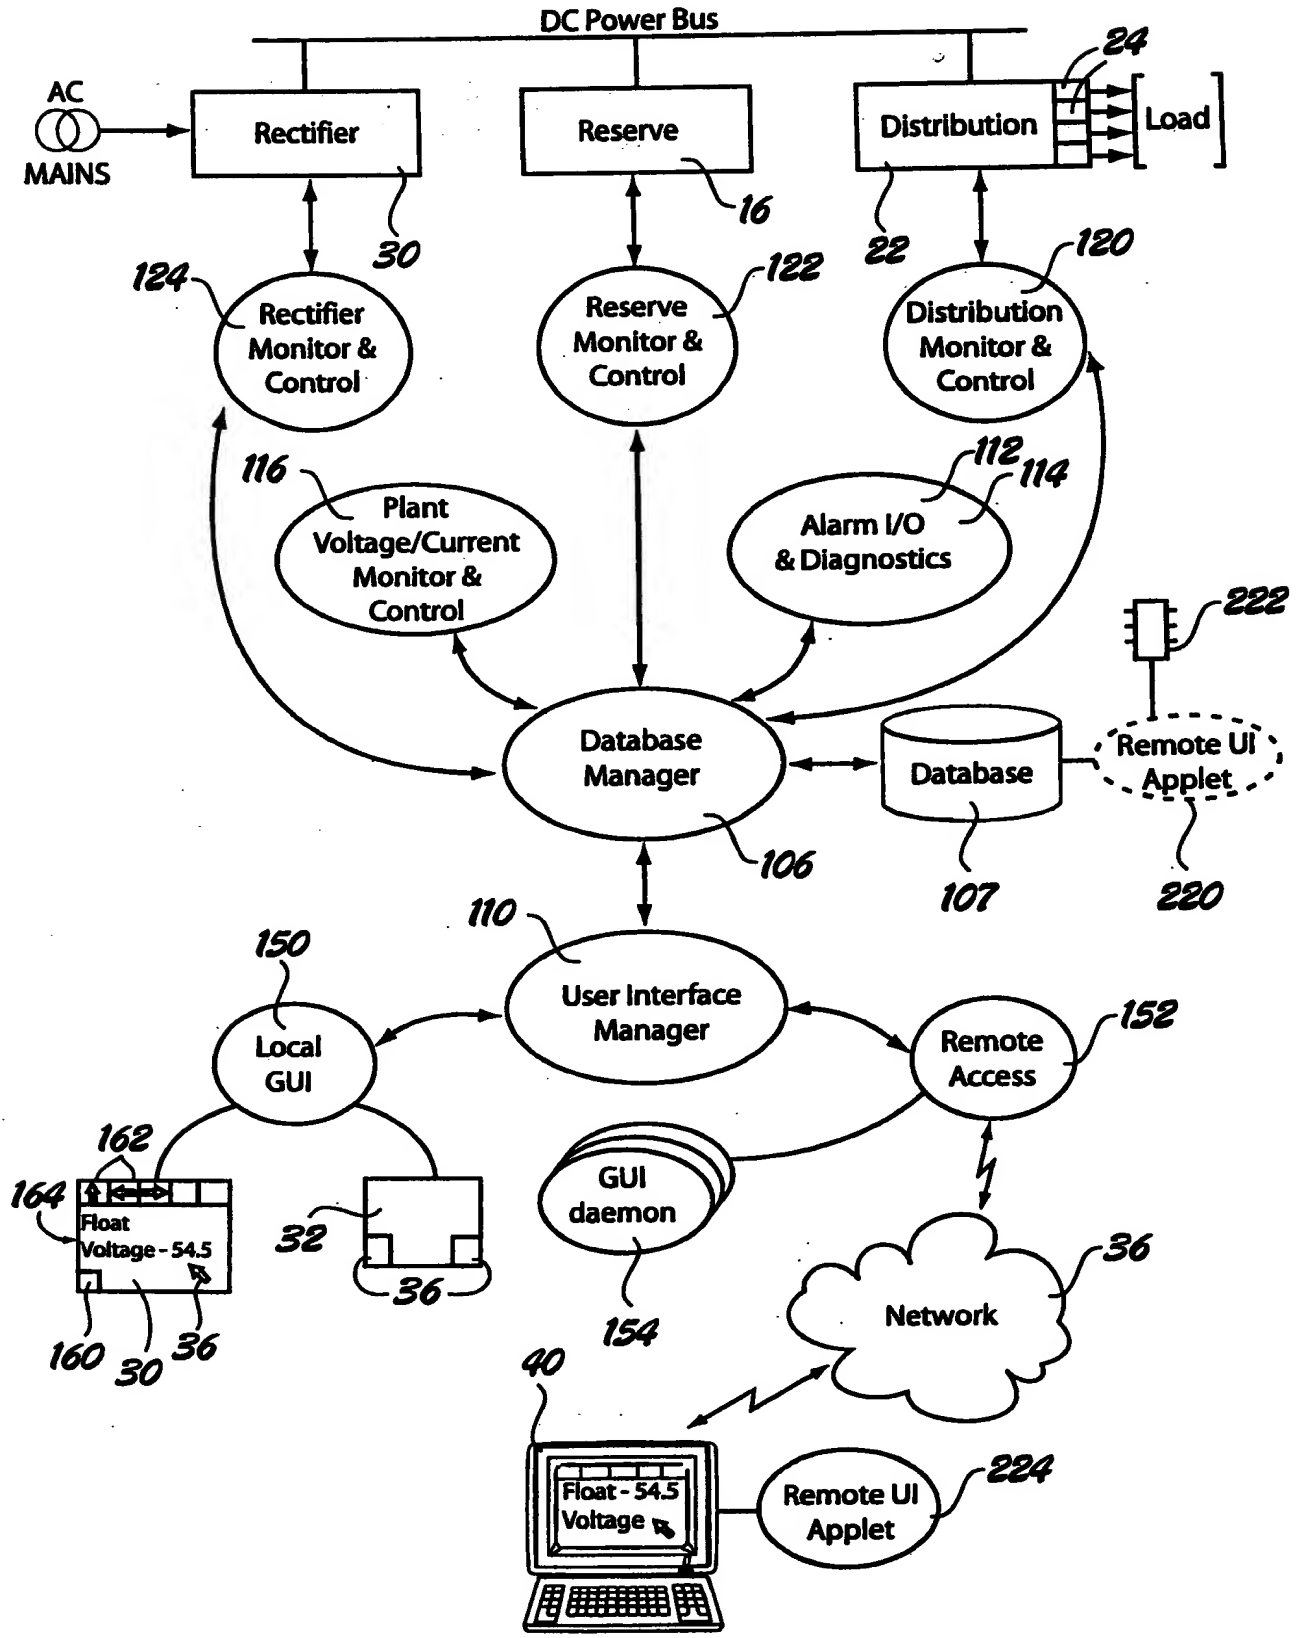 DC Power Bus
24
AC
MAINS
Rectifier
Reserve
Distribution
Load
30
16
22
124
122
120
Rectifier
Monitor &
Control
Reserve
Monitor &
Control
Distribution
Monitor &
Control
116
112
114
Plant
Voltage/Current
Monitor &
Control
Alarm I/O
& Diagnostics
222
Database
Manager
Database
Remote UI
Applet
106
107
220
110
150
User Interface
Manager
152
Local
GUI
Remote
Access
162
164
Float
Voltage - 54.5
32
GUI
daemon
36
160
30
36
154
36
Network
40
Float - 54.5
Voltage
Remote UI
Applet
224